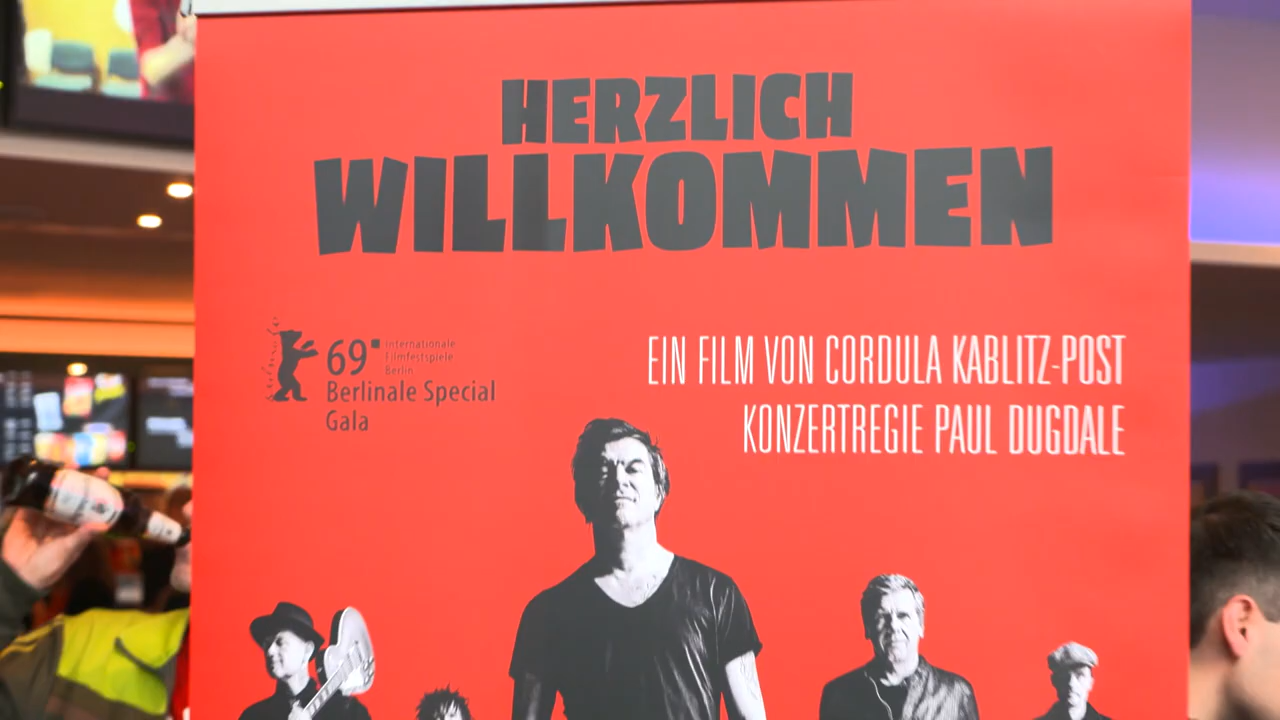 HERZLICH
WILLKOMMEN
69
Internationale
Filmfestspiele
Berlin
Berlinale Special
Gala
EIN FILM VON CORDULA KABLITZ-POST
KONZERTREGIE PAUL DUGDALE